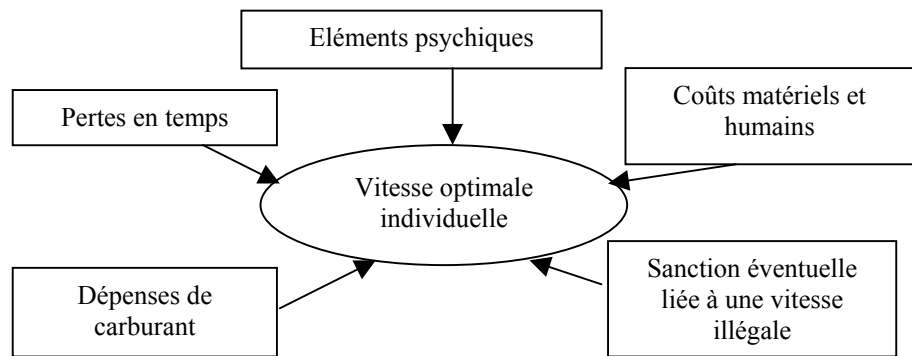 Eléments psychiques
Pertes en temps
Coûts matériels et
humains
Vitesse optimale
individuelle
Dépenses de
carburant
Sanction éventuelle
liée à une vitesse
illégale